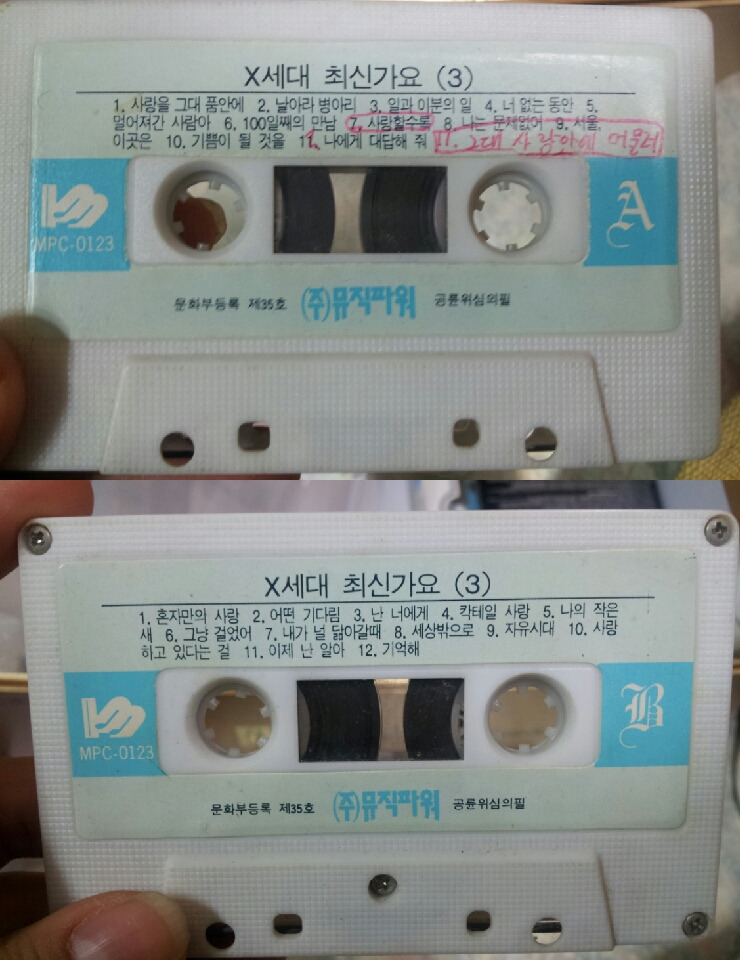 X세대 최신가요 (3)
1. 사랑을 그대 품안에 2. 날아라 병아리 3. 일과 이분의 일 4. 너 없는 동안 5.
멀어져간 사람아 6. 100일째의 만남 7. 사랑할수록 8. 나는 문제없어 9. 서울,
이곳은 10. 기쁨이 될 것을 11. 나에게 대답해 줘 11. 그대 사랑안에 머물러
MPC-0123
A
문화부등록 제35호 (주)뮤직파워 공륜위심의필
X세대 최신가요 (3)
1. 혼자만의 사랑 2. 어떤 기다림 3. 난 너에게 4. 칵테일 사랑 5. 나의 작은
새 6. 그냥 걸었어 7. 내가 널 닮아갈때 8. 세상밖으로 9. 자유시대 10. 사랑
하고 있다는 걸 11. 이제 난 알아 12. 기억해
MPC-0123
B
문화부등록 제35호 (주)뮤직파워 공륜위심의필